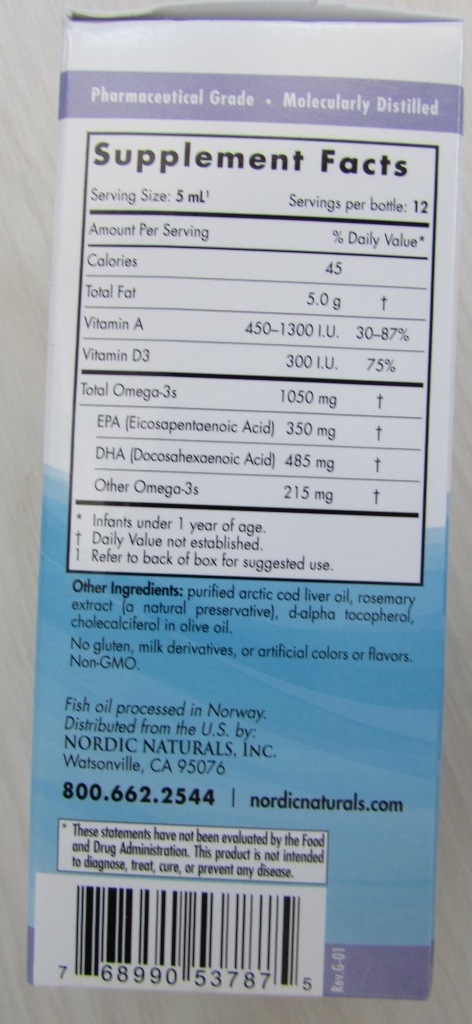 Pharmaceutical Grade • Molecularly Distilled
Supplement Facts
Serving Size: 5 mL¹ Servings per bottle: 12
Amount Per Serving % Daily Value*
Calories 45
Total Fat 5.0 g †
Vitamin A 450–1300 I.U. 30–87%
Vitamin D3 300 I.U. 75%
Total Omega-3s 1050 mg †
EPA (Eicosapentaenoic Acid) 350 mg †
DHA (Docosahexaenoic Acid) 485 mg †
Other Omega-3s 215 mg †
* Infants under 1 year of age.
† Daily Value not established.
1 Refer to back of box for suggested use.
Other Ingredients: purified arctic cod liver oil, rosemary
extract (a natural preservative), d-alpha tocopherol,
cholecalciferol in olive oil.
No gluten, milk derivatives, or artificial colors or flavors.
Non-GMO.
Fish oil processed in Norway.
Distributed from the U.S. by:
NORDIC NATURALS, INC.
Watsonville, CA 95076
800.662.2544 | nordicnaturals.com
* These statements have not been evaluated by the Food
and Drug Administration. This product is not intended
to diagnose, treat, cure, or prevent any disease.
7 68990 53787 5
Rev.G-01